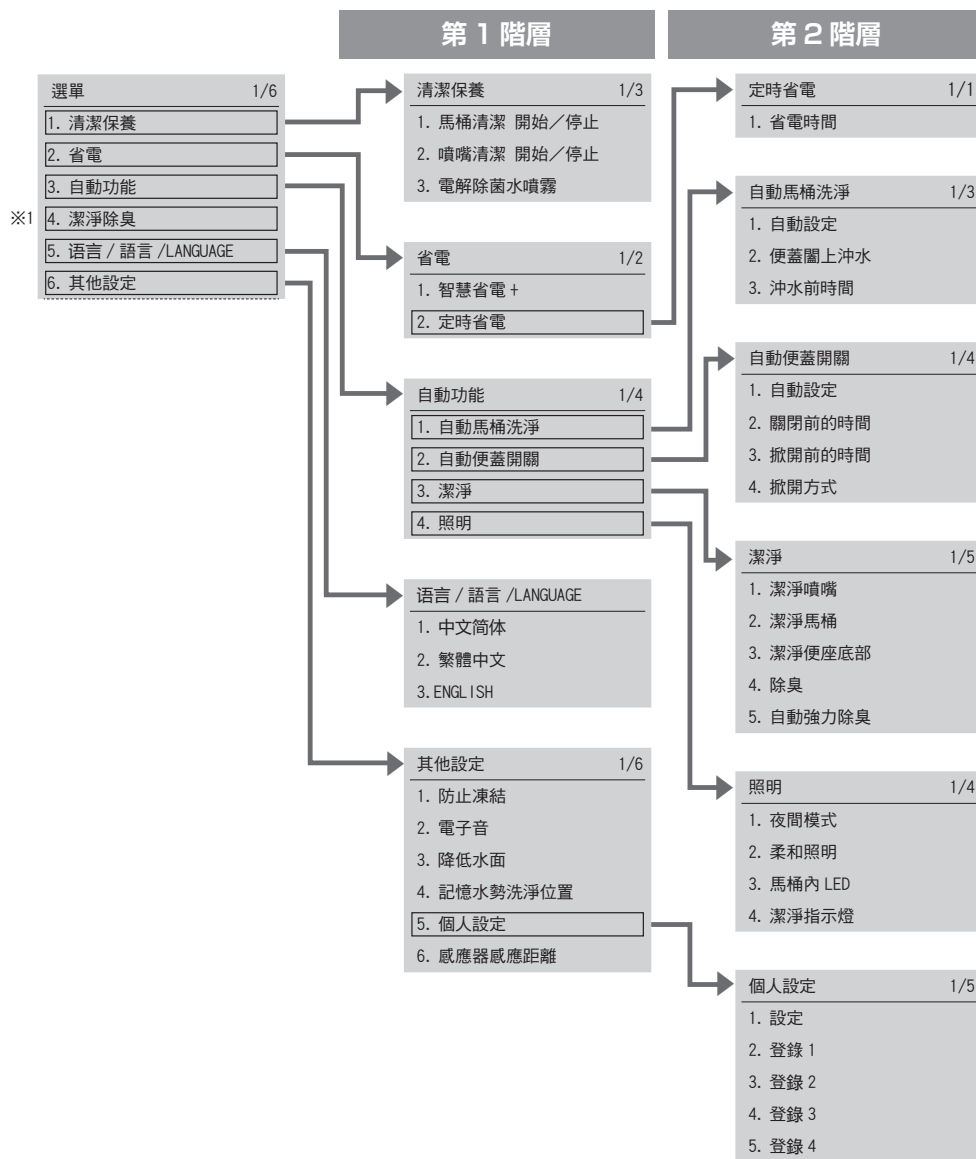 第 1 階層
第 2 階層
選單 1/6
1. 清潔保養
2. 省電
3. 自動功能
※1 4. 潔淨除臭
5. 语言 / 語言 /LANGUAGE
6. 其他設定
清潔保養 1/3
1. 馬桶清潔 開始／停止
2. 噴嘴清潔 開始／停止
3. 電解除菌水噴霧
省電 1/2
1. 智慧省電 +
2. 定時省電
自動功能 1/4
1. 自動馬桶洗淨
2. 自動便蓋開關
3. 潔淨
4. 照明
语言 / 語言 /LANGUAGE
1. 中文简体
2. 繁體中文
3. ENGLISH
其他設定 1/6
1. 防止凍結
2. 電子音
3. 降低水面
4. 記憶水勢洗淨位置
5. 個人設定
6. 感應器感應距離
定時省電 1/1
1. 省電時間
自動馬桶洗淨 1/3
1. 自動設定
2. 便蓋闔上沖水
3. 沖水前時間
自動便蓋開關 1/4
1. 自動設定
2. 關閉前的時間
3. 掀開前的時間
4. 掀開方式
潔淨 1/5
1. 潔淨噴嘴
2. 潔淨馬桶
3. 潔淨便座底部
4. 除臭
5. 自動強力除臭
照明 1/4
1. 夜間模式
2. 柔和照明
3. 馬桶內 LED
4. 潔淨指示燈
個人設定 1/5
1. 設定
2. 登錄 1
3. 登錄 2
4. 登錄 3
5. 登錄 4